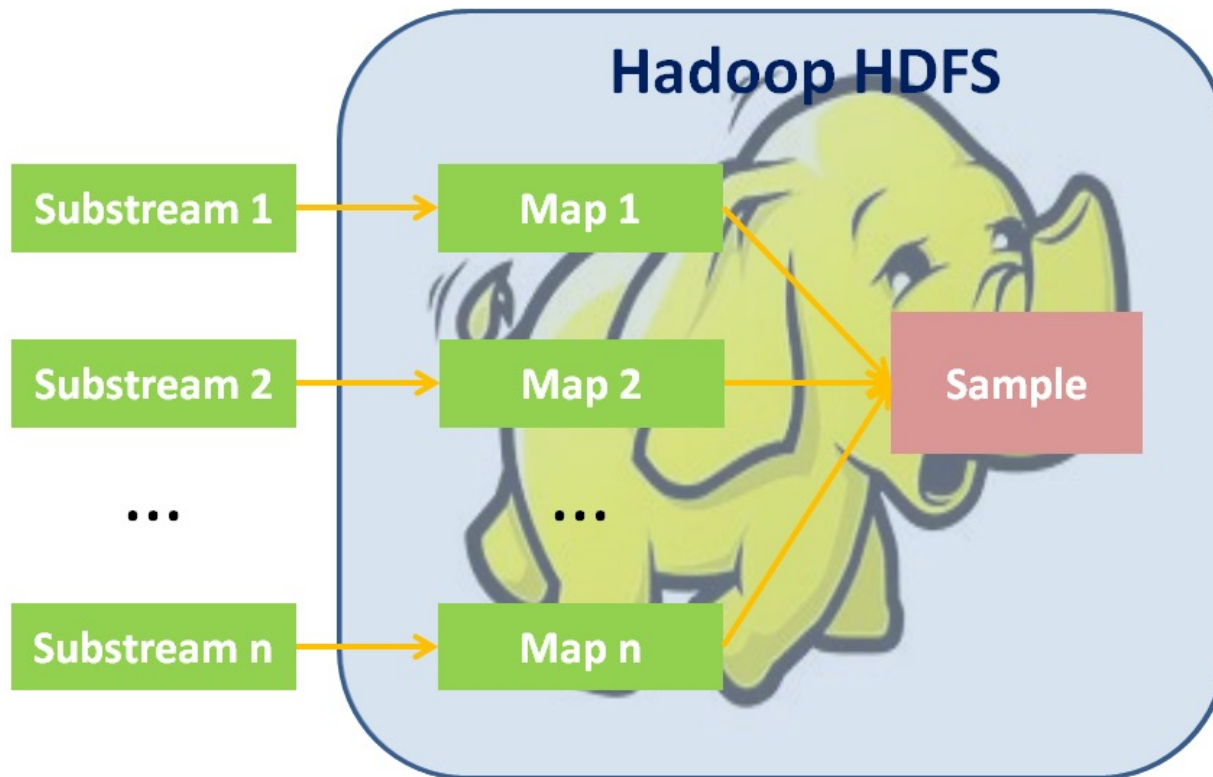 Hadoop HDFS
Substream 1
Map 1
Substream 2
Map 2
Sample
...
...
Substream n
Map n